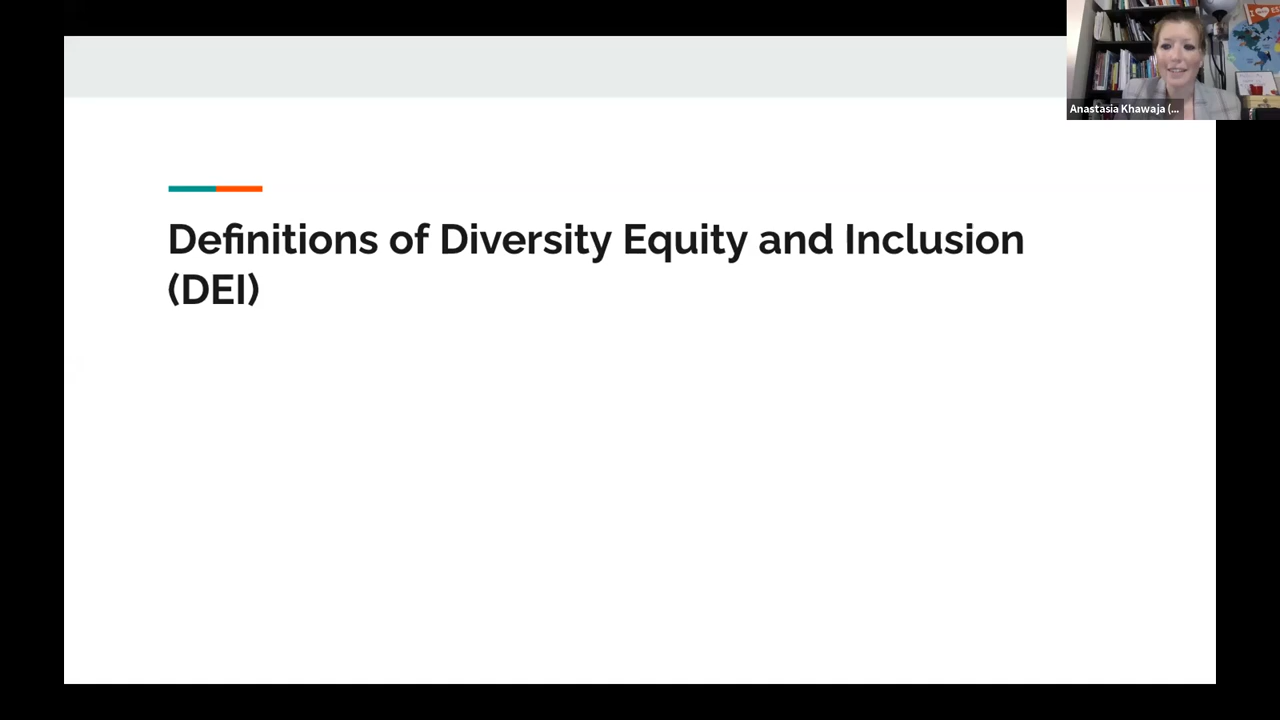 Definitions of Diversity Equity and Inclusion
(DEI)
Anastasia Khawaja (...